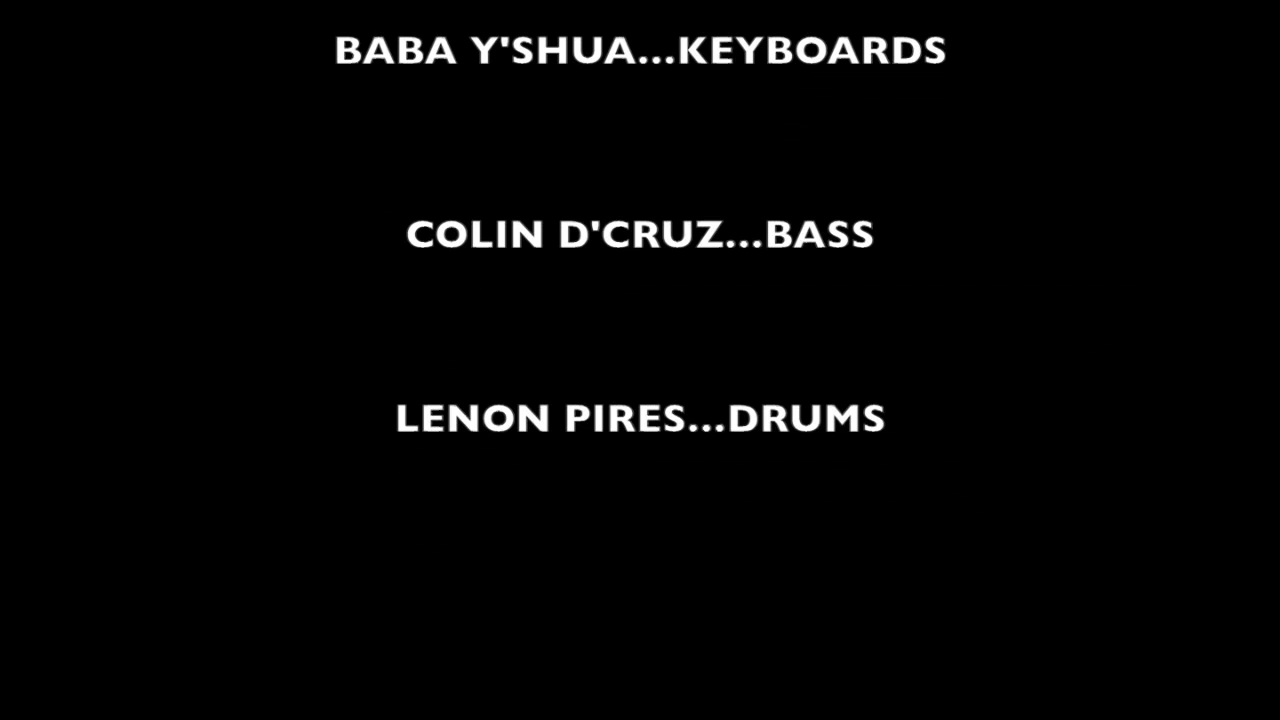 BABA Y'SHUA...KEYBOARDS
COLIN D'CRUZ...BASS
LENON PIRES...DRUMS